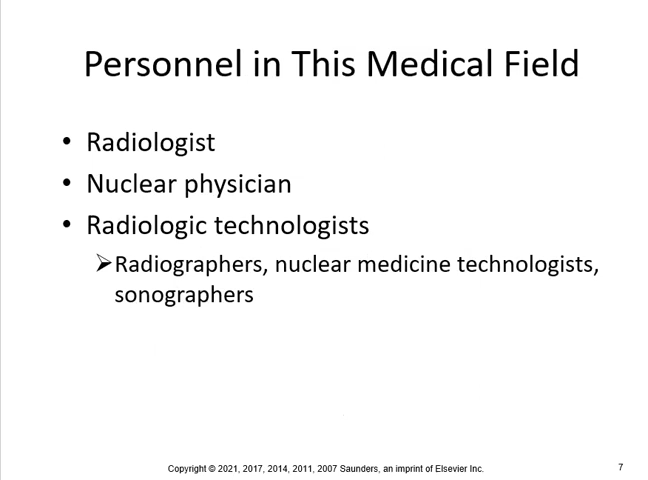 Personnel in This Medical Field
• Radiologist
• Nuclear physician
• Radiologic technologists
➢Radiographers, nuclear medicine technologists,
sonographers
Copyright © 2021, 2017, 2014, 2011, 2007 Saunders, an imprint of Elsevier Inc.
7